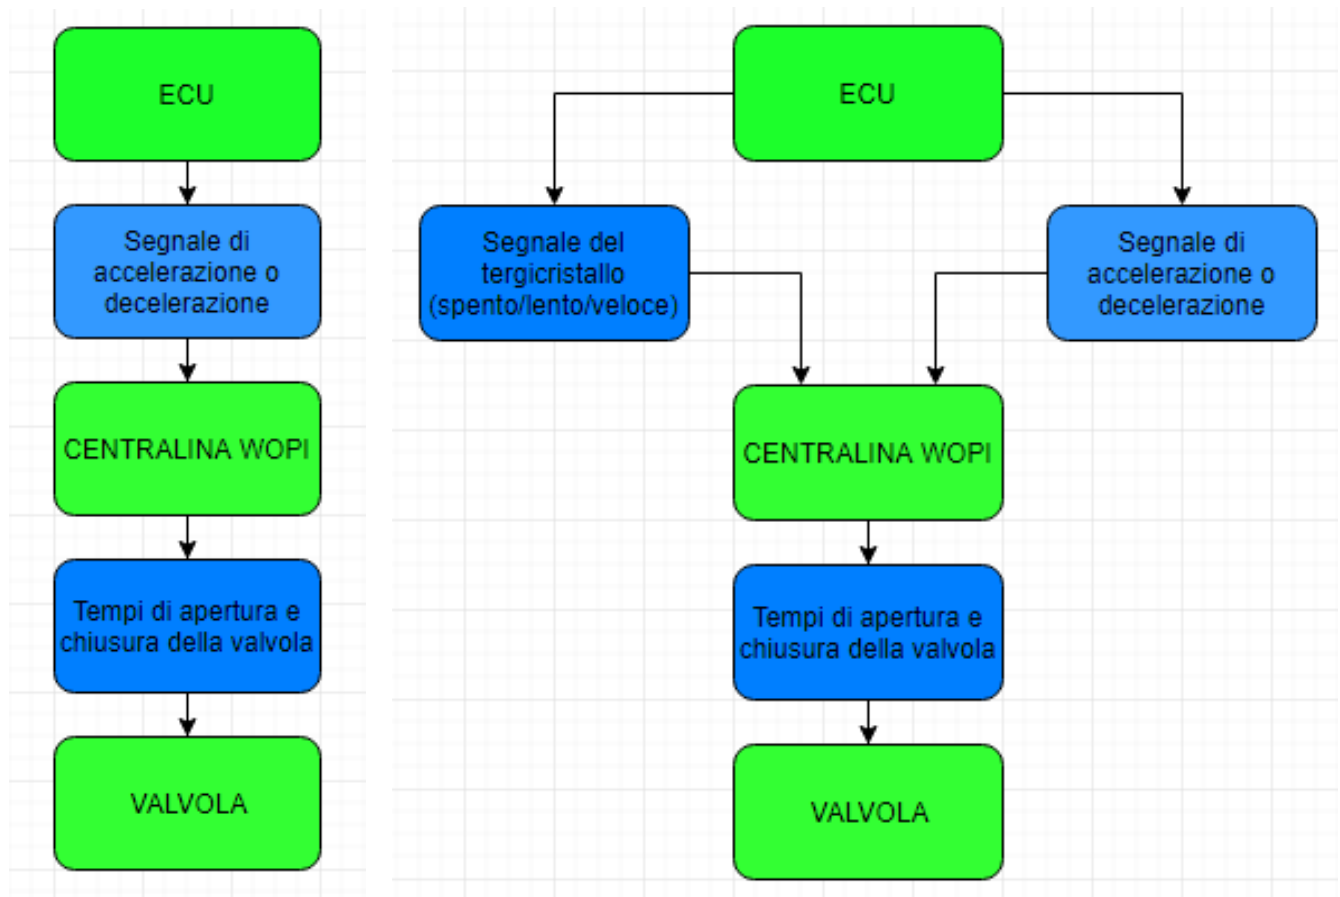 ECU
Segnale di
accelerazione o
decelerazione
CENTRALINA WOPI
Tempi di apertura e
chiusura della valvola
VALVOLA
ECU
Segnale del
tergicristallo
(spento/lento/veloce)
Segnale di
accelerazione o
decelerazione
CENTRALINA WOPI
Tempi di apertura e
chiusura della valvola
VALVOLA